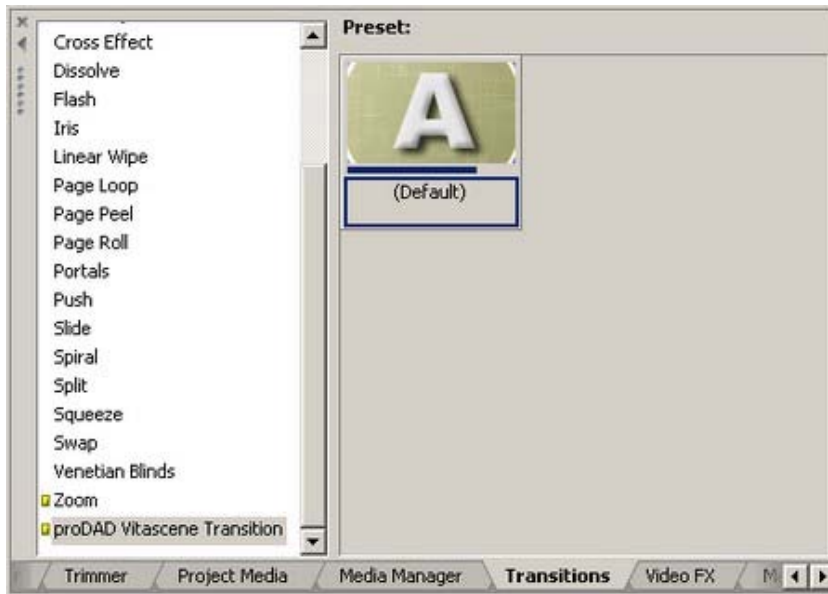 Cross Effect
Dissolve
Flash
Iris
Linear Wipe
Page Loop
Page Peel
Page Roll
Portals
Push
Slide
Spiral
Split
Squeeze
Swap
Venetian Blinds
Zoom
proDAD Vitascene Transition
Preset:
A
(Default)
Trimmer
Project Media
Media Manager
Transitions
Video FX